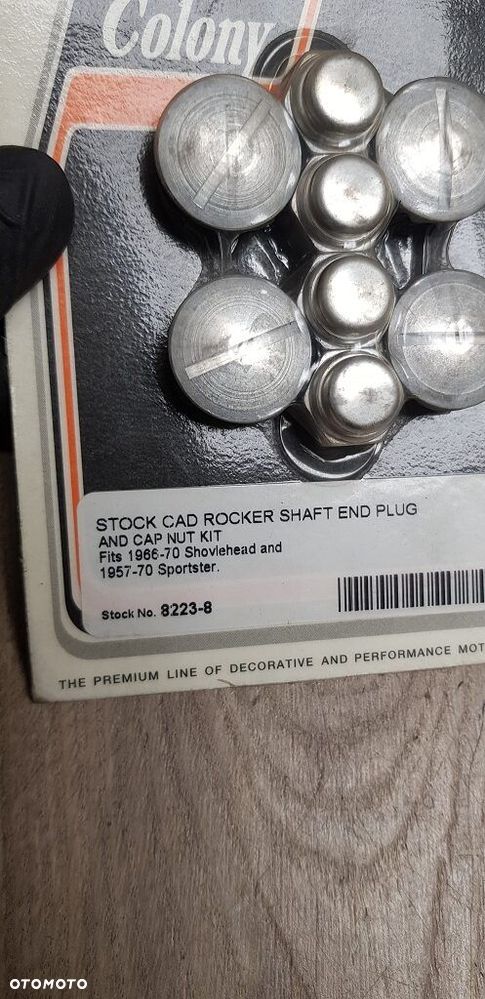 Colony
STOCK CAD ROCKER SHAFT END PLUG
AND CAP NUT KIT
Fits 1966-70 Shovlehead and
1957-70 Sportster.
Stock No. 8223-8
THE PREMIUM LINE OF DECORATIVE AND PERFORMANCE MOT
OTOMOTO